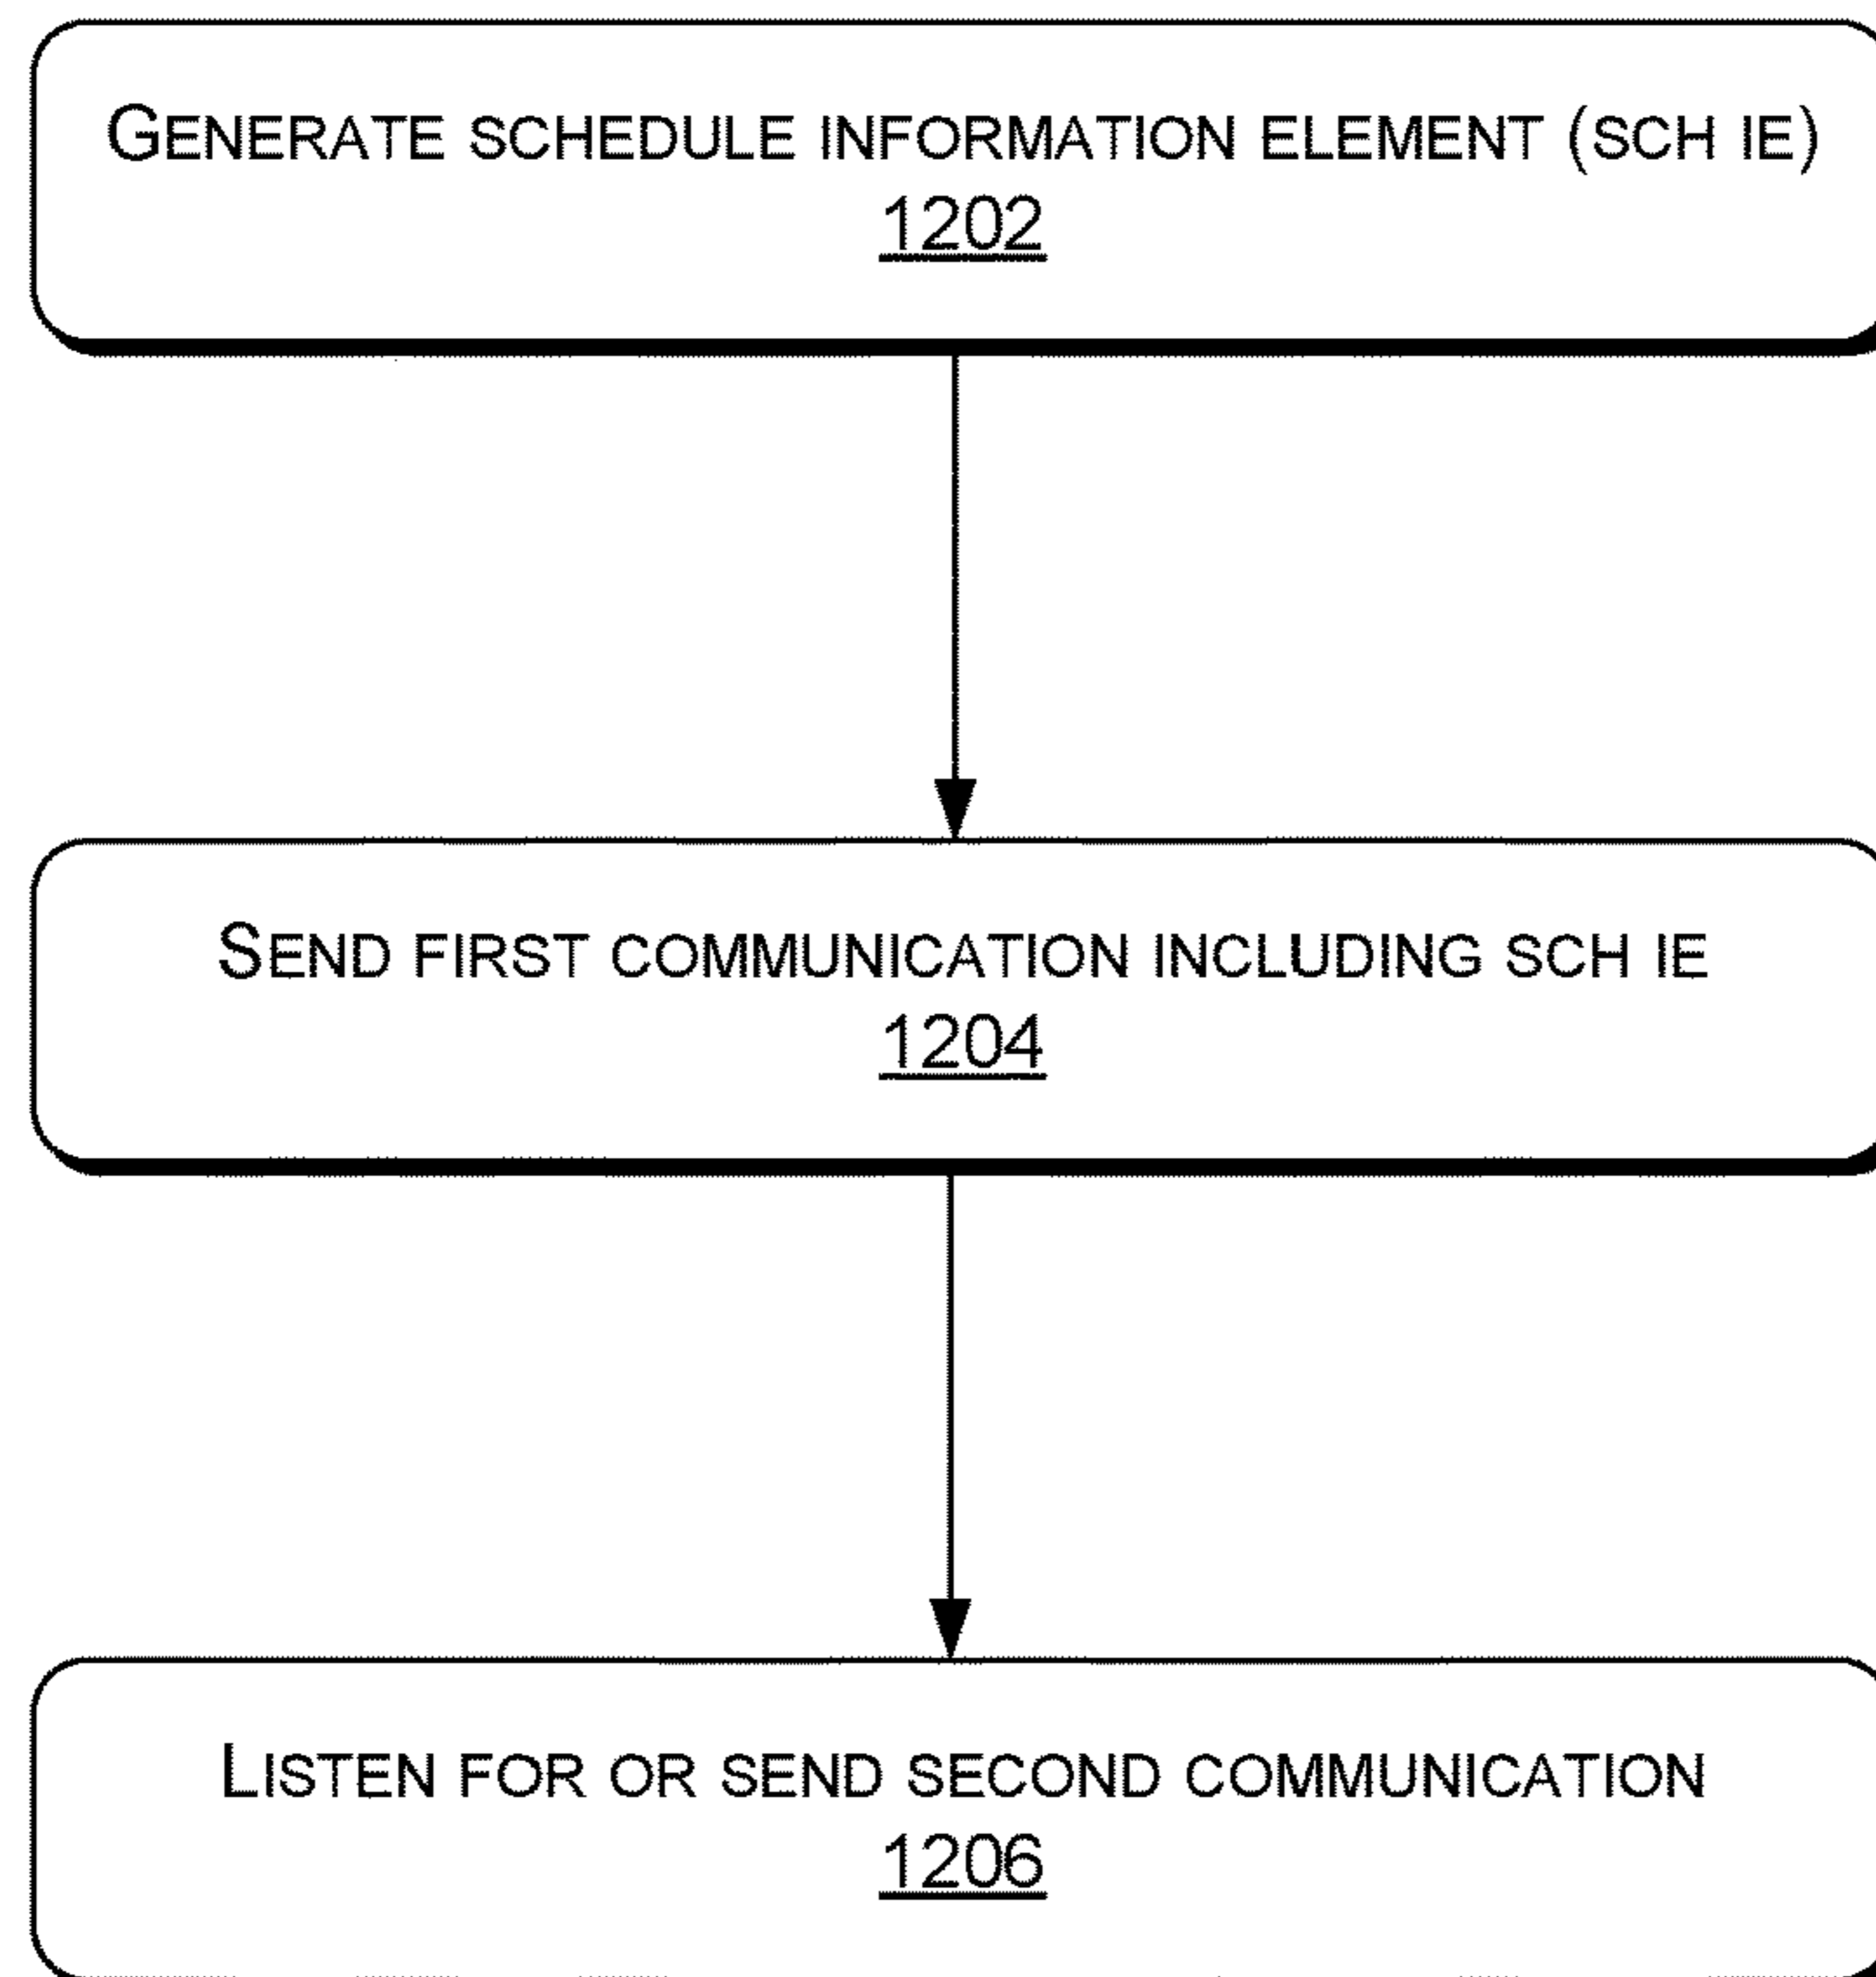 GENERATE SCHEDULE INFORMATION ELEMENT (SCH IE)
1202
SEND FIRST COMMUNICATION INCLUDING SCH IE
1204
LISTEN FOR OR SEND SECOND COMMUNICATION
1206